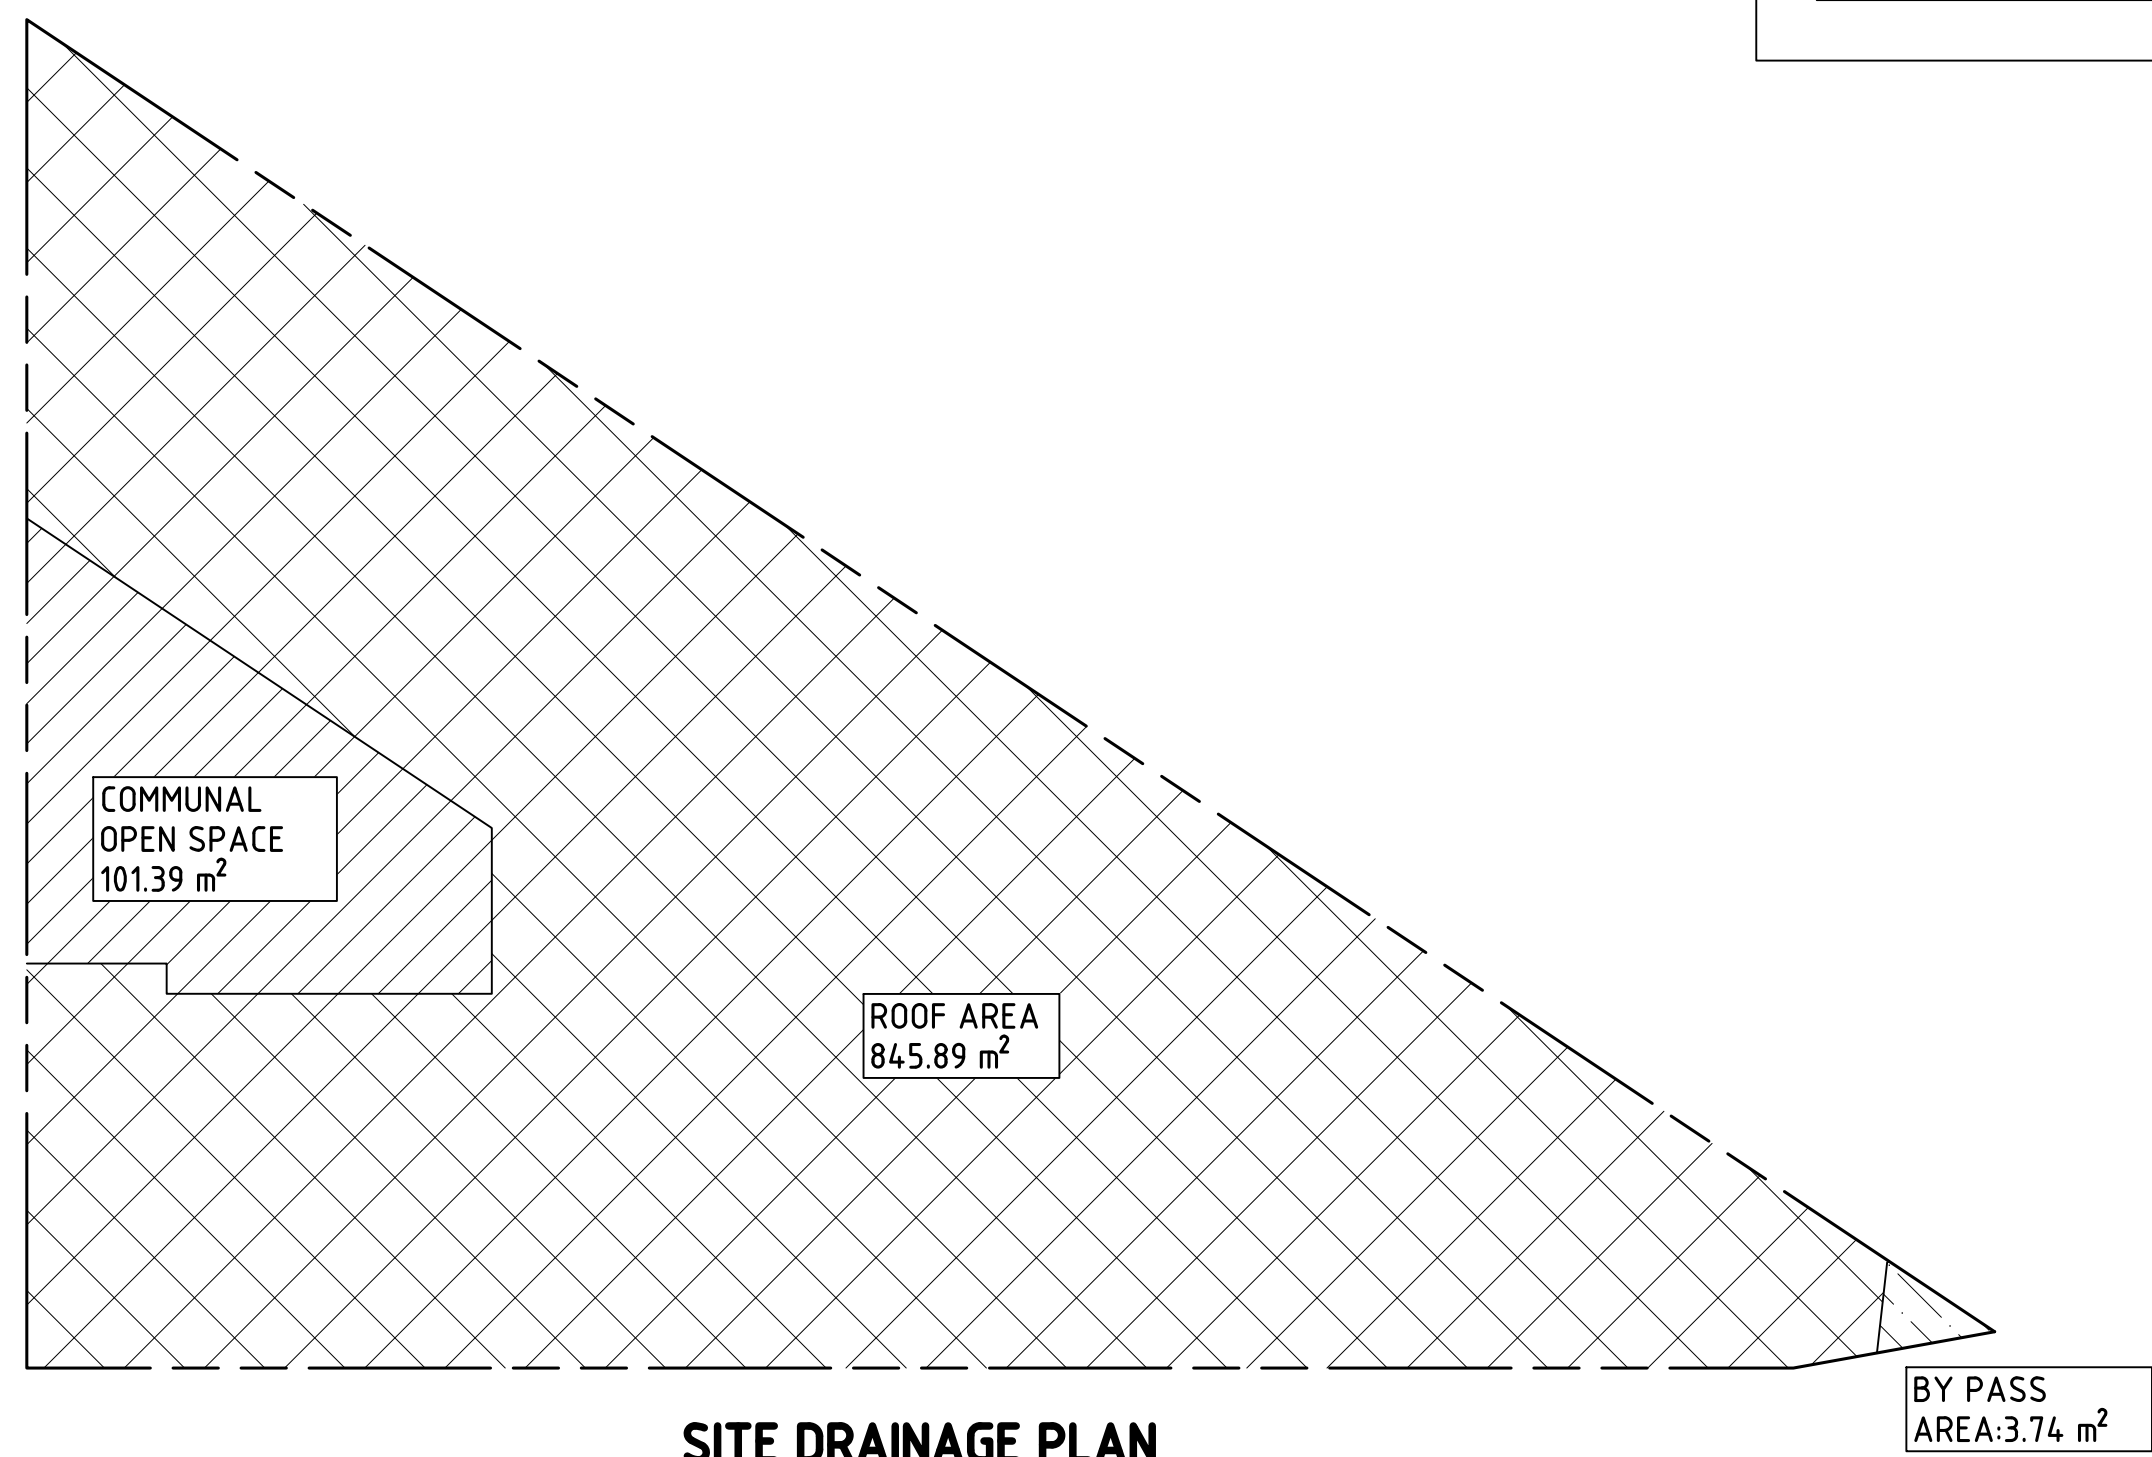 COMMUNAL
OPEN SPACE
101.39 m²
ROOF AREA
845.89 m²
BY PASS
AREA:3.74 m²
SITE DRAINAGE PLAN